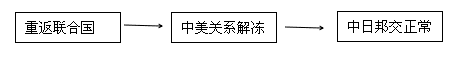 重返联合国
中美关系解冻
中日邦交正常